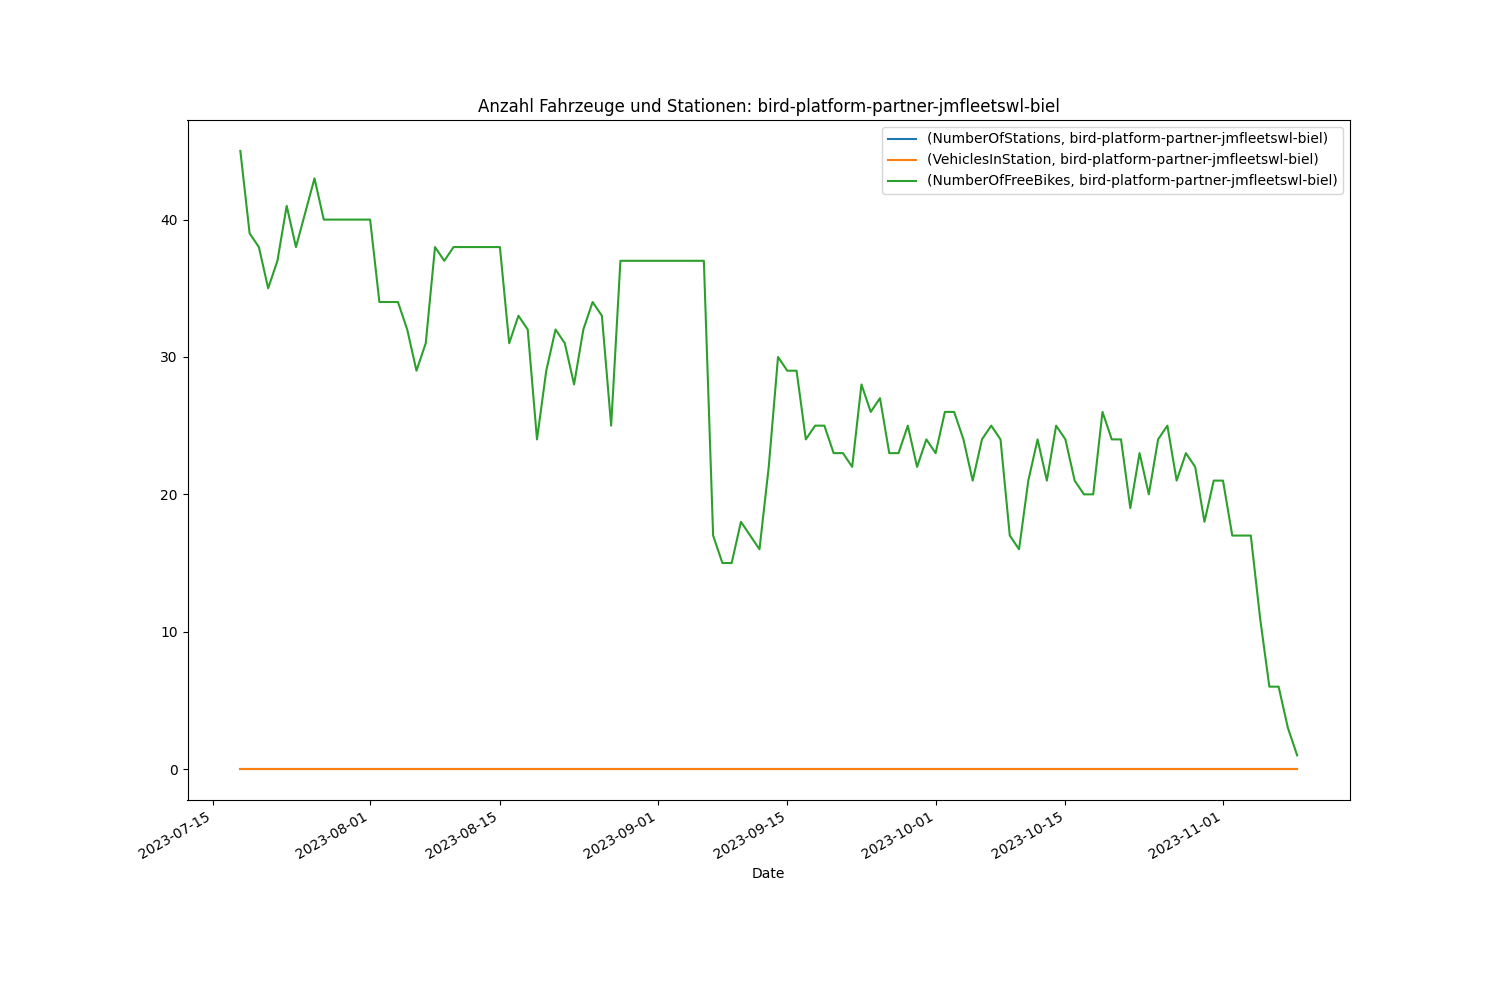 Anzahl Fahrzeuge und Stationen: bird-platform-partner-jmfleetswl-biel
(NumberOfStations, bird-platform-partner-jmfleetswl-biel)
(VehiclesInStation, bird-platform-partner-jmfleetswl-biel)
(NumberOfFreeBikes, bird-platform-partner-jmfleetswl-biel)
40
30
20
10
0
2023-07-15
2023-08-01
2023-08-15
2023-09-01
2023-09-15
2023-10-01
2023-10-15
2023-11-01
Date